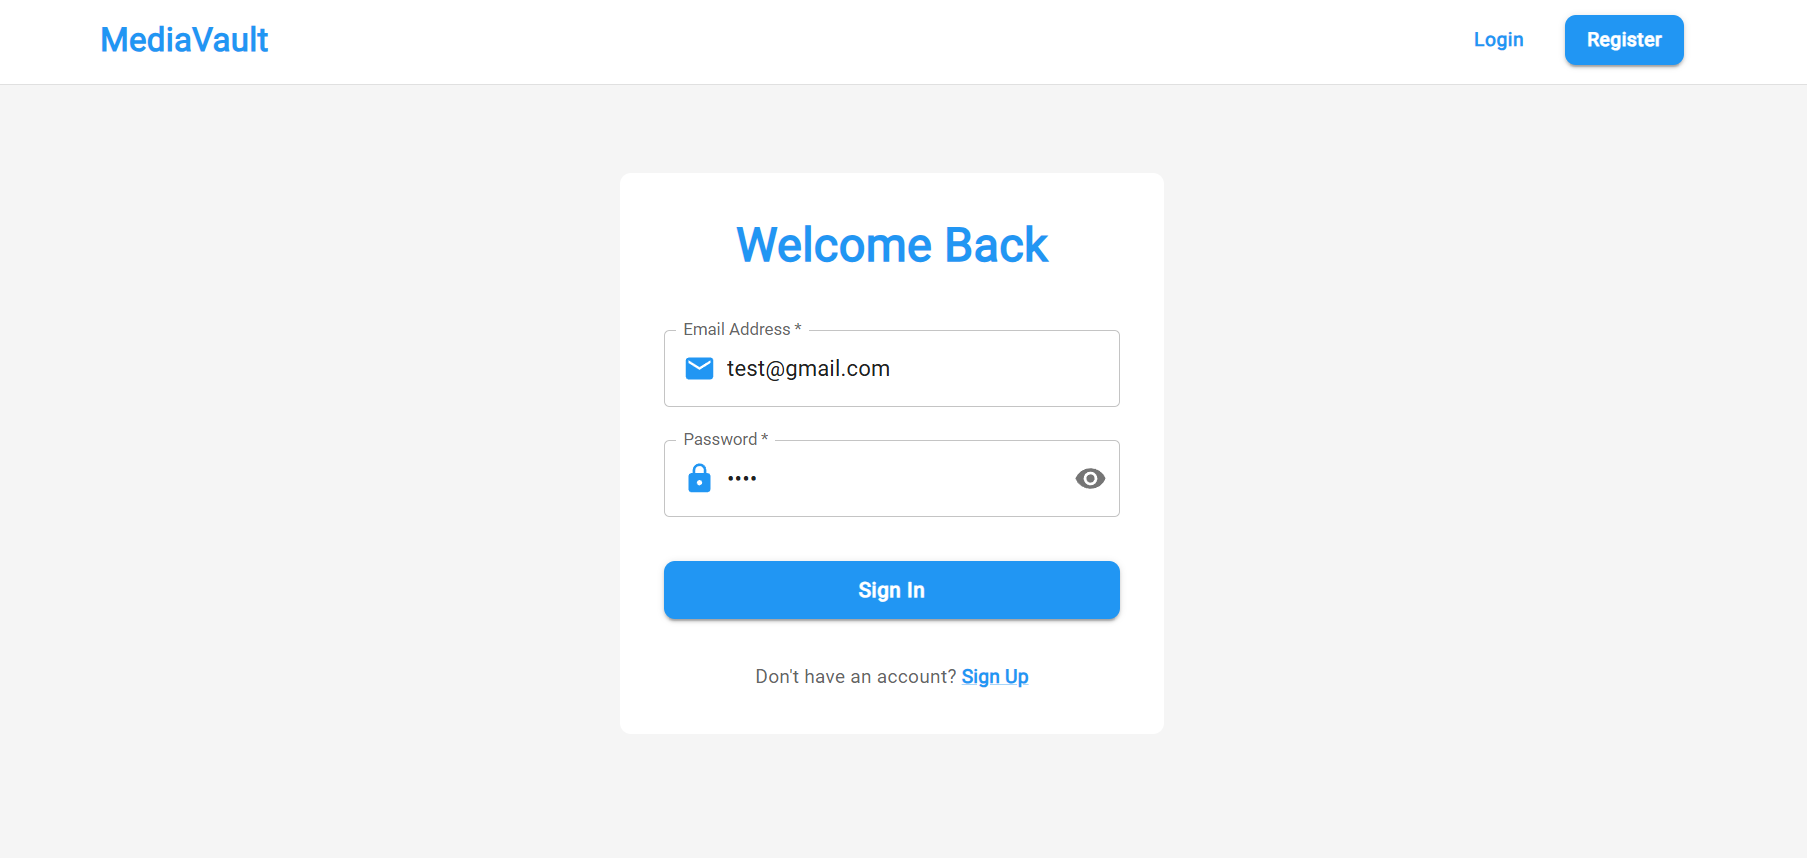 MediaVault
Login
Register
Welcome Back
Email Address *
test@gmail.com
Password *
••••
Sign In
Don't have an account? Sign Up